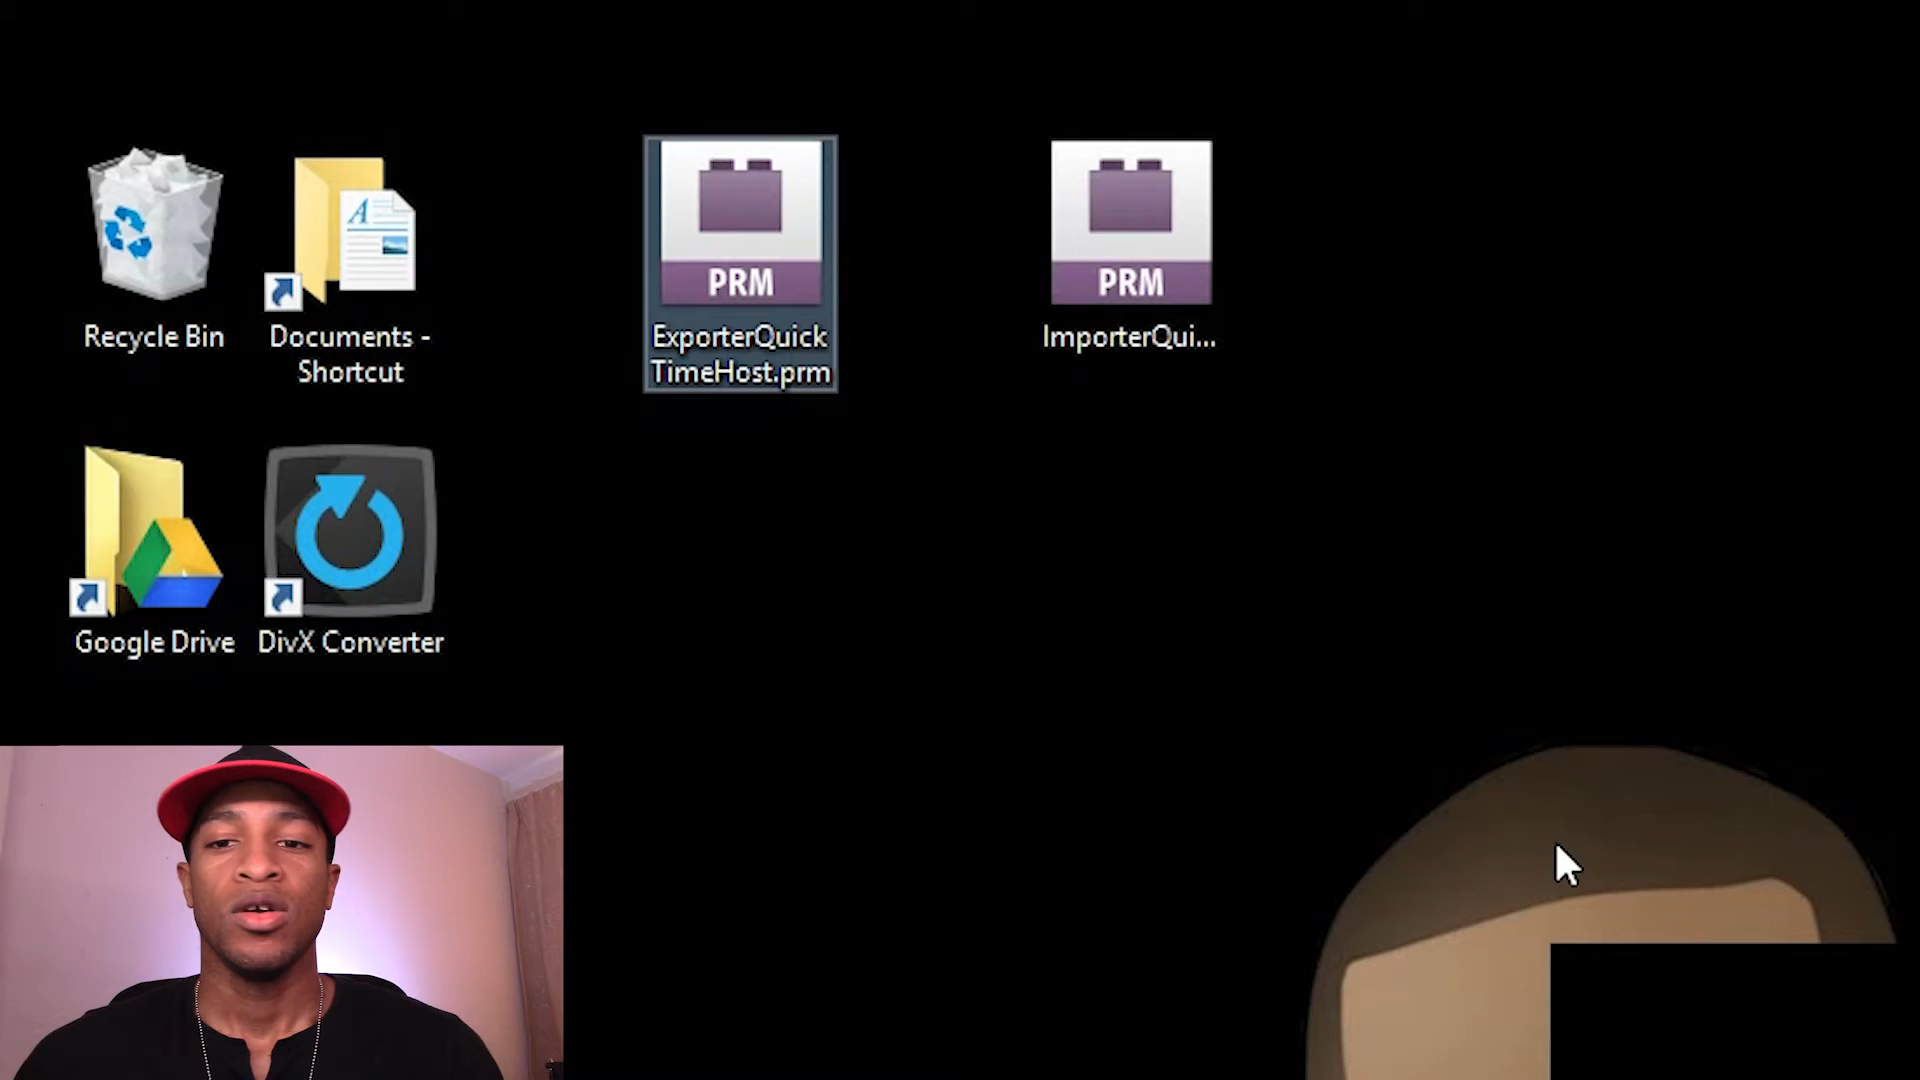 PRM
PRM
Recycle Bin
Documents -
Shortcut
ExporterQuick
TimeHost.prm
ImporterQui...
A
Google Drive
DivX Converter